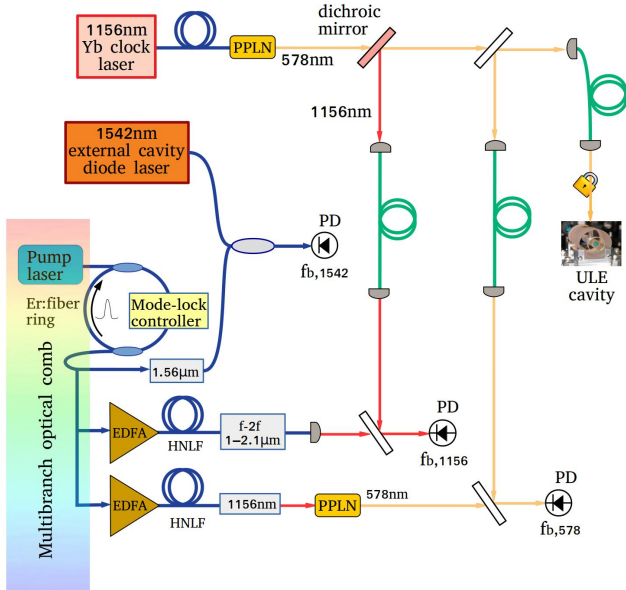 1156nm
Yb clock
laser
PPLN
578nm
dichroic
mirror
1156nm
1542nm
external cavity
diode laser
PD
fb,1542
ULE
cavity
Pump
laser
Er:fiber
ring
Mode-lock
controller
1.56µm
Multibranch optical comb
EDFA
HNLF
f-2f
1−2.1µm
PD
fb,1156
EDFA
HNLF
1156nm
PPLN
578nm
PD
fb,578